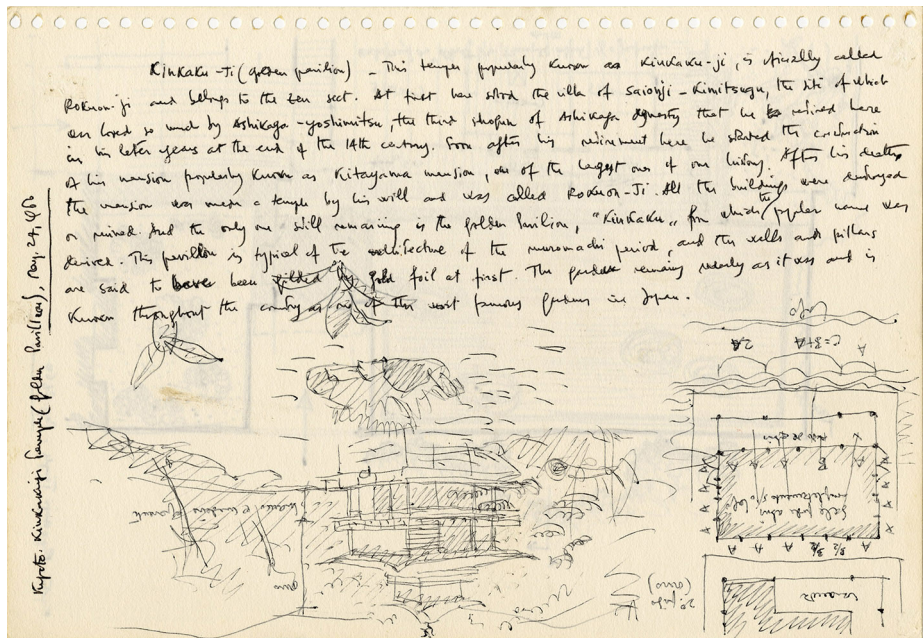 Kinkaku-Ji (golden pavilion) - This temple popularly known as Kinkaku-ji, is officially called
Rokuon-ji and belongs to the Zen sect. At first here stood the villa of Saionji-Kimitsugu, the site of which
was loved so much by Ashikaga-yoshimitsu, the third shogun of Ashikaga dynasty that he retired here
in his later years at the end of the 14th century. Soon after his retirement here he started the construction
of his mansion popularly known as Kitayama mansion, one of the largest ones of our history. After his death
the mansion was made a temple by his will and was called Rokuon-Ji. All the buildings were destroyed
or ruined. And the only one still remaining is the golden Pavilion, "Kinkaku" from which the popular name was
derived. This pavilion is typical of the architecture of the muromachi period, and the walls and pillars
are said to have been gilded gold foil at first. The garden remains nearly as it was and is
known throughout the country as one of the most famous gardens in Japan.
Kyoto. Kinkakuji temple (Golden Pavilion), May. 27, 1960
2A C=B+A A
A A A A